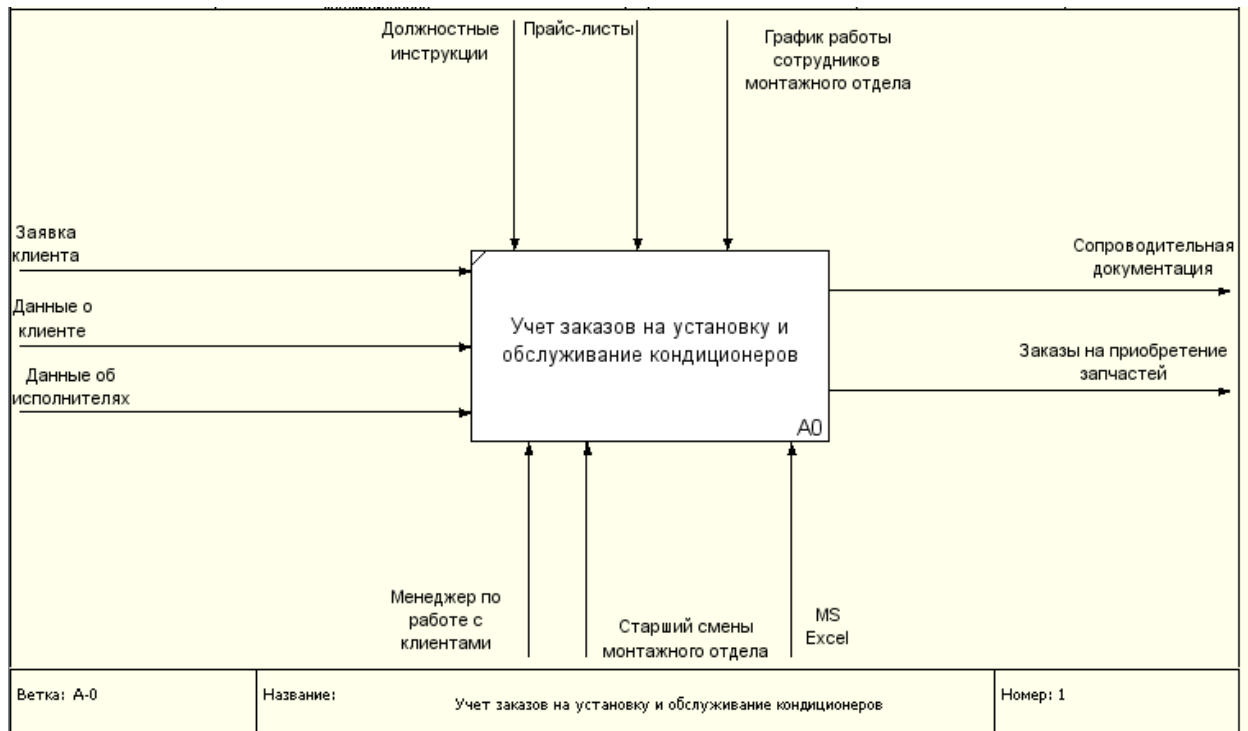 Должностные
инструкции
Прайс-листы
График работы
сотрудников
монтажного отдела
Заявка
клиента
Данные о
клиенте
Данные об
исполнителях
Учет заказов на установку и
обслуживание кондиционеров
A0
Сопроводительная
документация
Заказы на приобретение
запчастей
Менеджер по
работе с
клиентами
Старший смены
монтажного отдела
MS
Excel
Ветка: A-0
Название:
Учет заказов на установку и обслуживание кондиционеров
Номер: 1